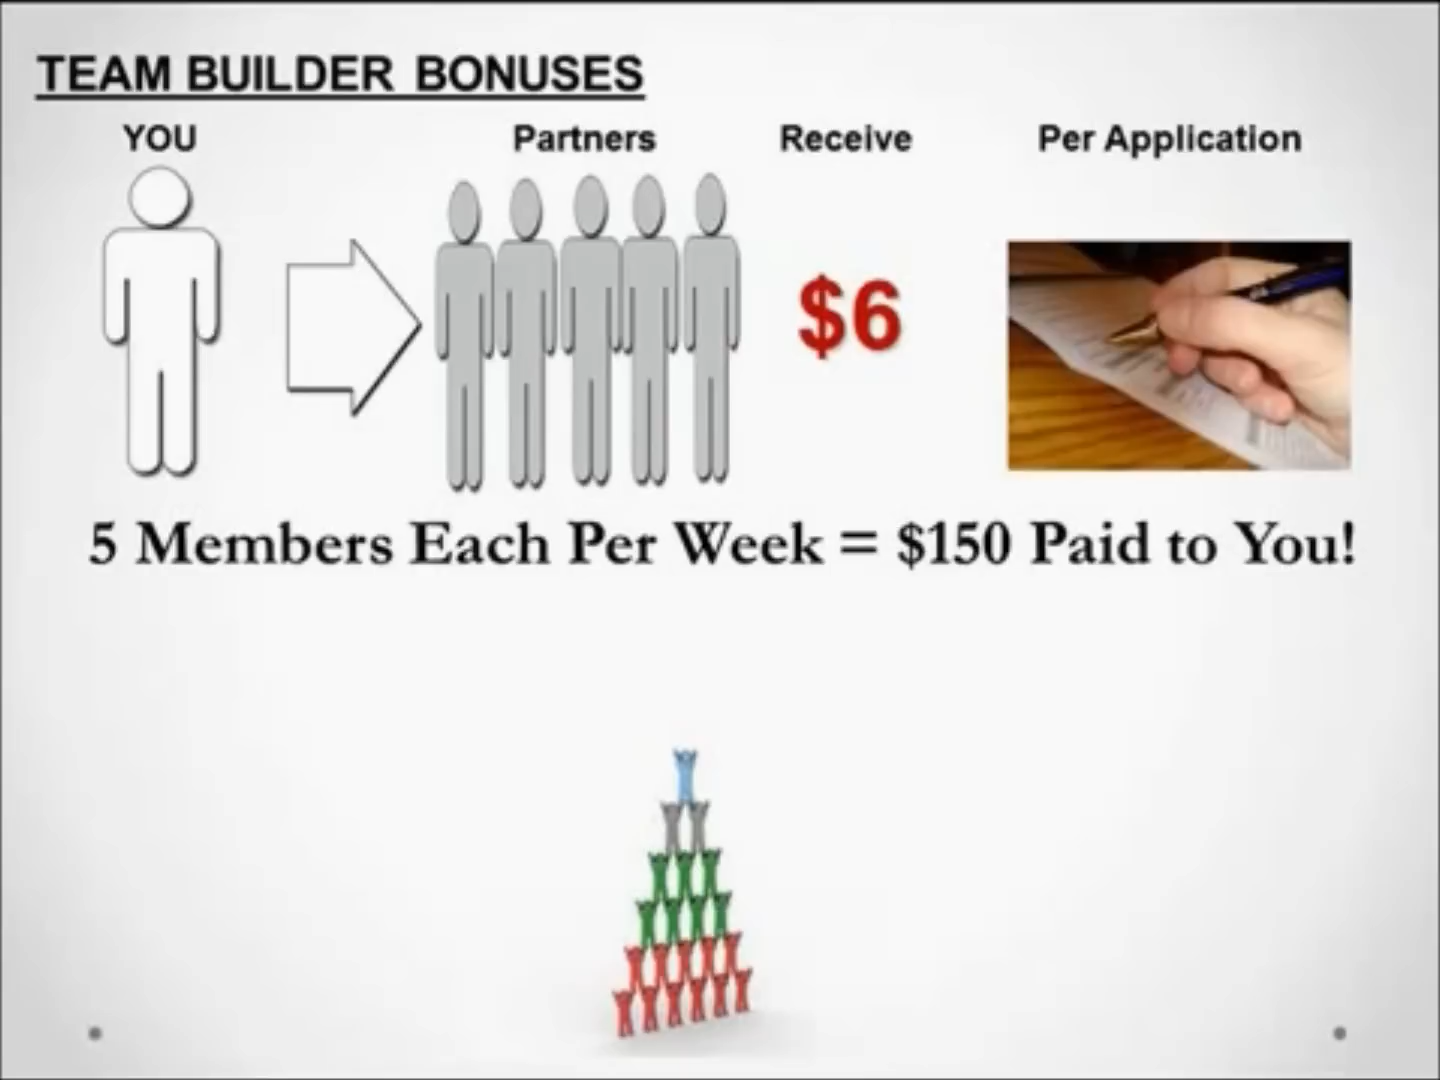 TEAM BUILDER BONUSES
YOU Partners Receive Per Application
$6
5 Members Each Per Week = $150 Paid to You!